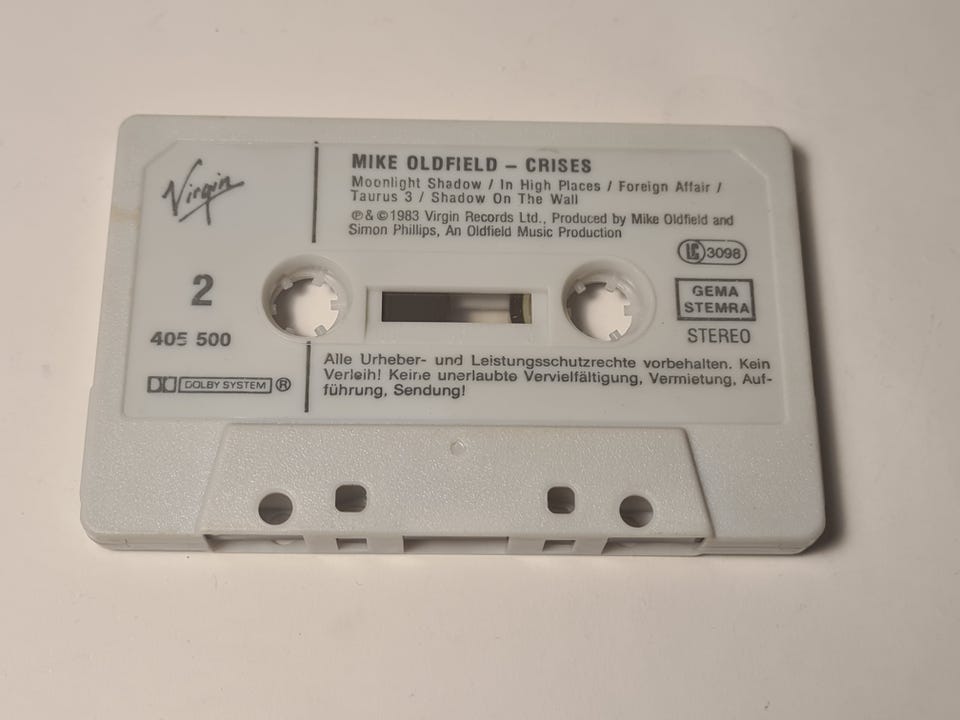 Virgin
MIKE OLDFIELD – CRISES
Moonlight Shadow / In High Places / Foreign Affair /
Taurus 3 / Shadow On The Wall
℗ & © 1983 Virgin Records Ltd., Produced by Mike Oldfield and
Simon Phillips, An Oldfield Music Production
LC 3098
2
GEMA
STEMRA
405 500
STEREO
DOLBY SYSTEM ®
Alle Urheber- und Leistungsschutzrechte vorbehalten. Kein
Verleih! Keine unerlaubte Vervielfältigung, Vermietung, Auf-
führung, Sendung!